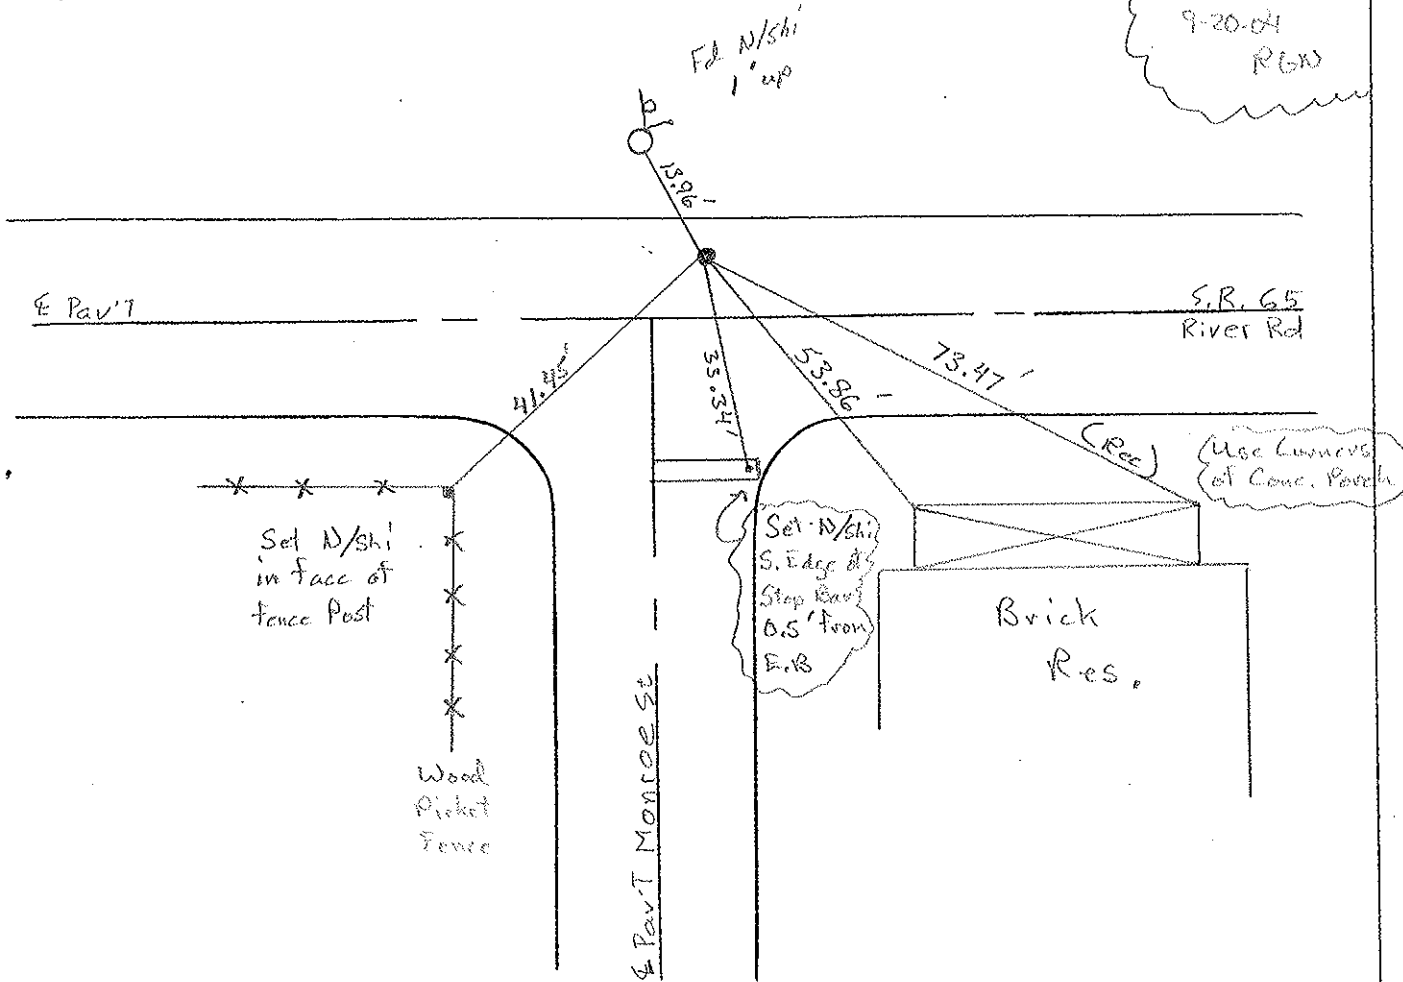 9-20-04
RGN
Fd N/shi
1' up
13.96'
℄ Pav'T
S.R. 65
River Rd
41.45'
33.34'
53.86'
73.47'
(Rec)
(Use Corners
of Conc. Porch
Set N/shi
in face of
fence Post
Set N/shi
S. Edge of
Stop Bar
0.5' from
E.B
Brick
Res.
Wood
Picket
Fence
℄ Pav'T Monroe St